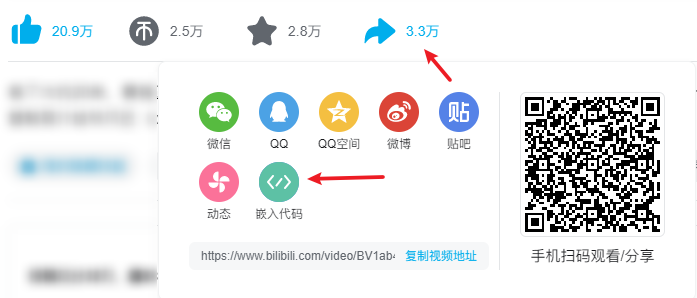 20.9万 2.5万 2.8万 3.3万
微信 QQ QQ空间 微博 贴吧
动态 嵌入代码
https://www.bilibili.com/video/BV1ab4 复制视频地址
手机扫码观看/分享